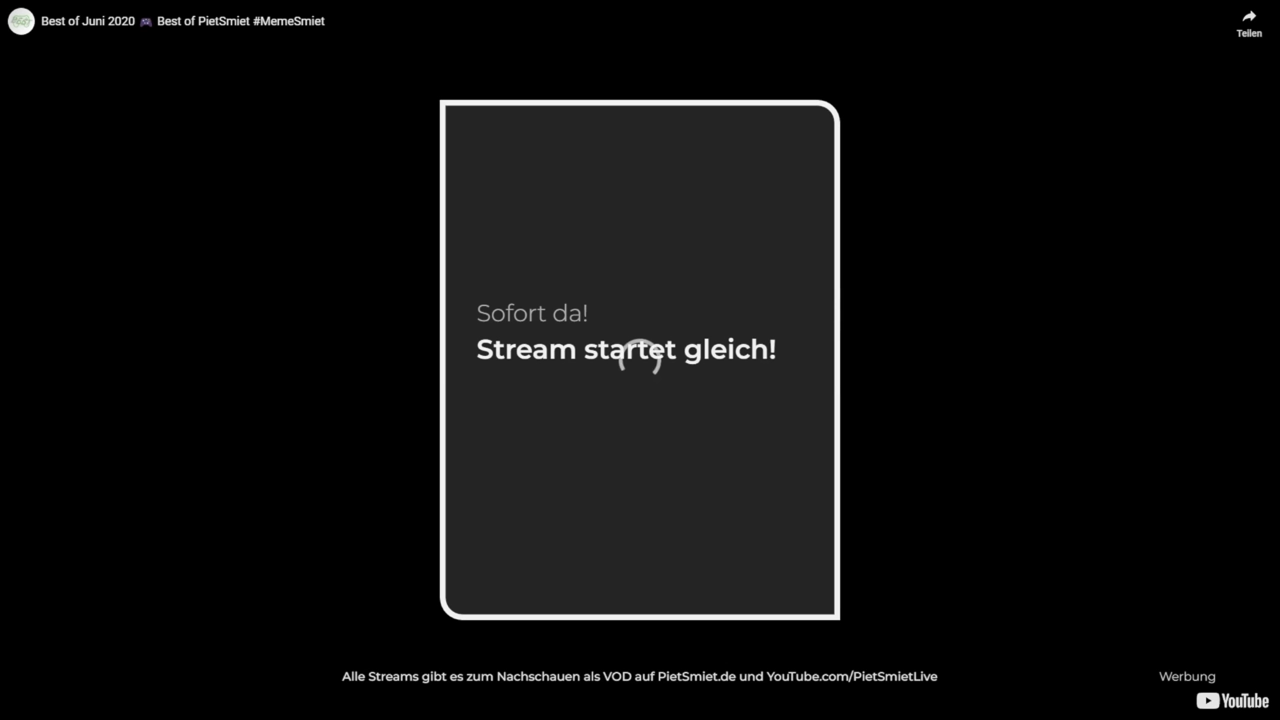 Best of Juni 2020 🎮 Best of PietSmiet #MemeSmiet
Teilen
Sofort da!
Stream startet gleich!
Alle Streams gibt es zum Nachschauen als VOD auf PietSmiet.de und YouTube.com/PietSmietLive
Werbung
YouTube